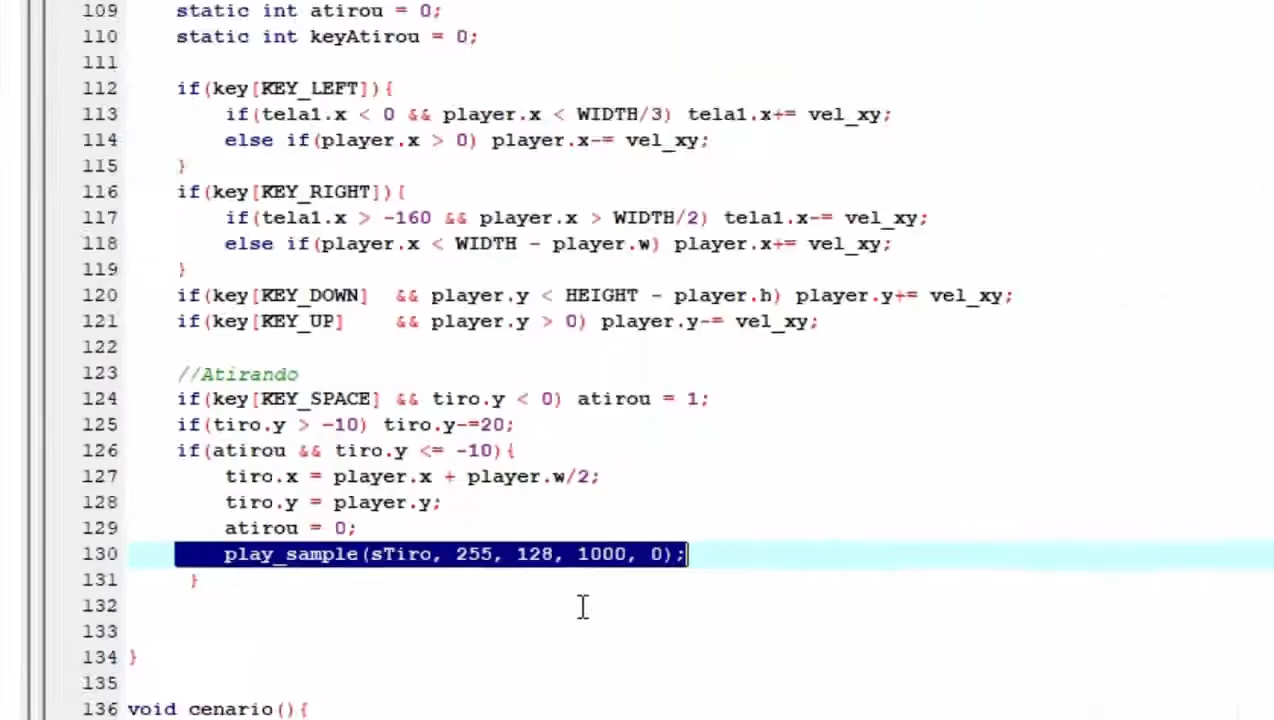 109 static int atirou = 0;
110 static int keyAtirou = 0;
111
112 if(key[KEY_LEFT]){
113 if(tela1.x < 0 && player.x < WIDTH/3) tela1.x+= vel_xy;
114 else if(player.x > 0) player.x-= vel_xy;
115 }
116 if(key[KEY_RIGHT]){
117 if(tela1.x > -160 && player.x > WIDTH/2) tela1.x-= vel_xy;
118 else if(player.x < WIDTH - player.w) player.x+= vel_xy;
119 }
120 if(key[KEY_DOWN] && player.y < HEIGHT - player.h) player.y+= vel_xy;
121 if(key[KEY_UP] && player.y > 0) player.y-= vel_xy;
122
123 //Atirando
124 if(key[KEY_SPACE] && tiro.y < 0) atirou = 1;
125 if(tiro.y > -10) tiro.y-=20;
126 if(atirou && tiro.y <= -10){
127 tiro.x = player.x + player.w/2;
128 tiro.y = player.y;
129 atirou = 0;
130 play_sample(sTiro, 255, 128, 1000, 0);
131 }
132
133
134 }
135
136 void cenario(){